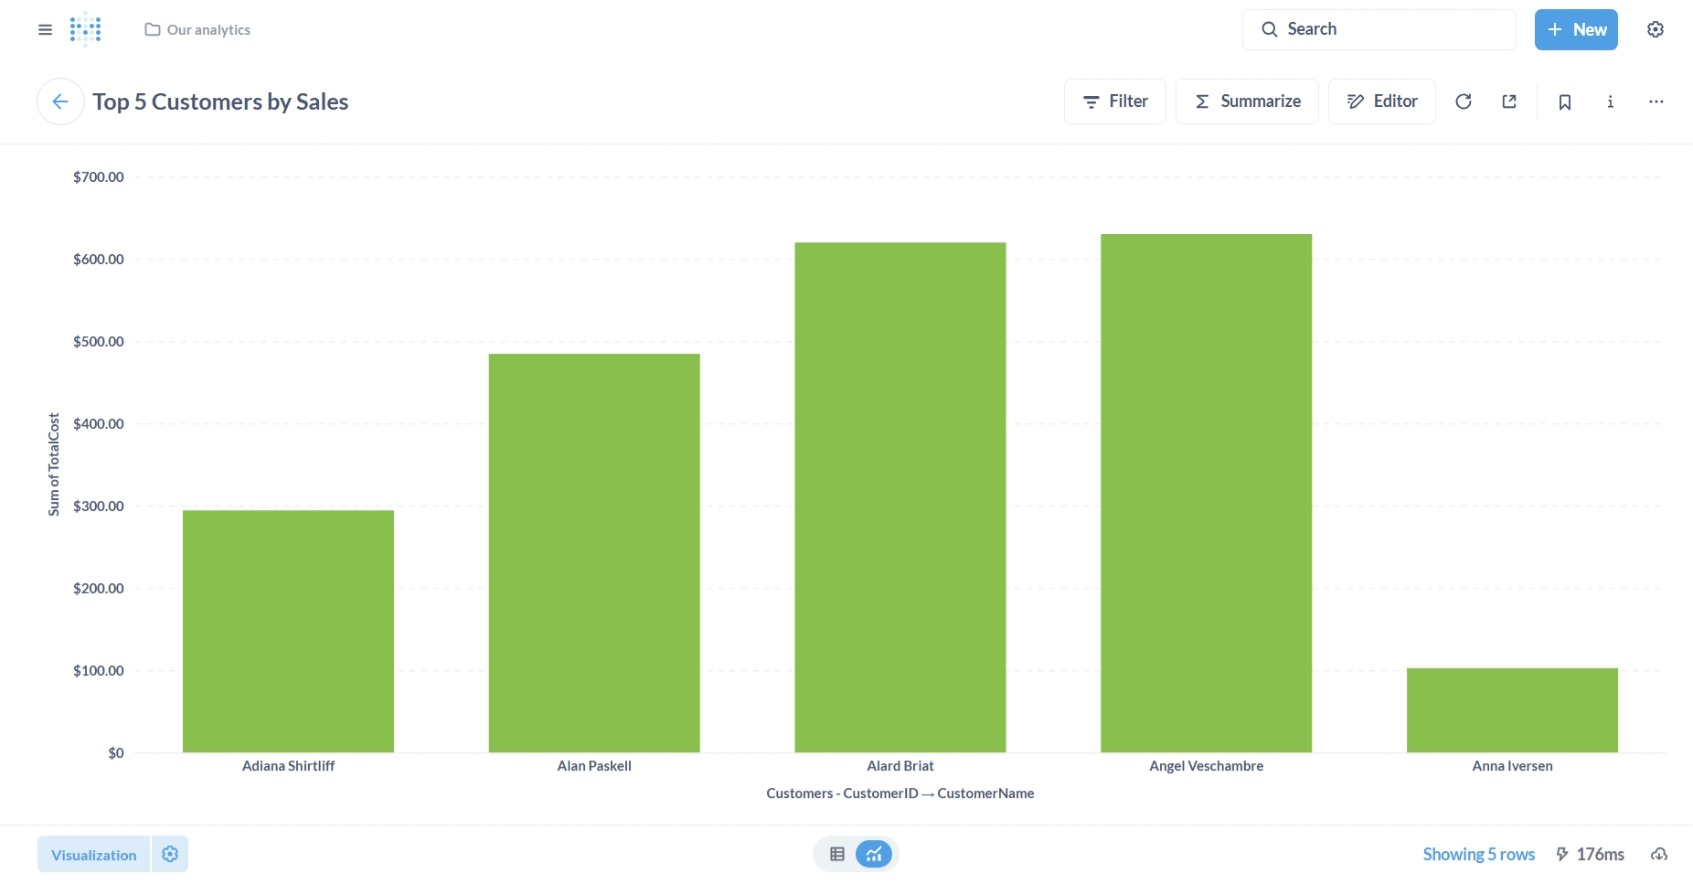 Our analytics
Search
New
Top 5 Customers by Sales
Filter
Summarize
Editor
$700.00
$600.00
$500.00
$400.00
$300.00
$200.00
$100.00
$0
Sum of TotalCost
Adiana Shirtliff
Alan Paskell
Alard Briat
Angel Veschambre
Anna Iversen
Customers - CustomerID → CustomerName
Visualization
Showing 5 rows
176ms